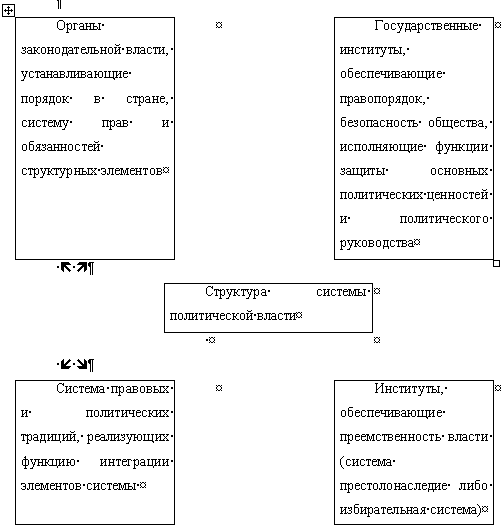 Органы
законодательной власти,
устанавливающие
порядок в стране,
систему прав и
обязанностей
структурных элементов
Государственные
институты,
обеспечивающие
правопорядок,
безопасность общества,
исполняющие функции
защиты основных
политических ценностей
и политического
руководства
Структура системы
политической власти
Система правовых
и политических
традиций, реализующих
функцию интеграции
элементов системы
Институты,
обеспечивающие
преемственность власти
(система
престолонаследие либо
избирательная система)